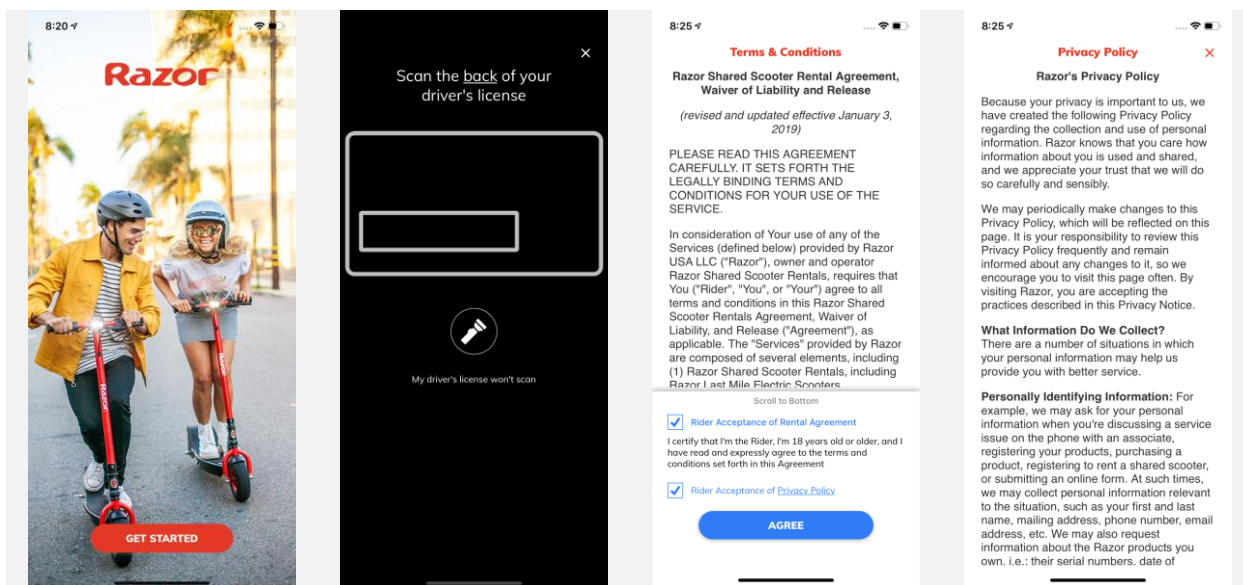 8:20
Razor
Razor
GET STARTED
Scan the back of your
driver's license
My driver's license won't scan
8:25
Terms & Conditions
Razor Shared Scooter Rental Agreement,
Waiver of Liability and Release
(revised and updated effective January 3,
2019)
PLEASE READ THIS AGREEMENT
CAREFULLY. IT SETS FORTH THE
LEGALLY BINDING TERMS AND
CONDITIONS FOR YOUR USE OF THE
SERVICE.
In consideration of Your use of any of the
Services (defined below) provided by Razor
USA LLC ("Razor"), owner and operator
Razor Shared Scooter Rentals, requires that
You ("Rider", "You", or "Your") agree to all
terms and conditions in this Razor Shared
Scooter Rentals Agreement, Waiver of
Liability, and Release ("Agreement"), as
applicable. The "Services" provided by Razor
are composed of several elements, including
(1) Razor Shared Scooter Rentals, including
Razor Last Mile Electric Scooters
Scroll to Bottom
Rider Acceptance of Rental Agreement
I certify that I'm the Rider, I'm 18 years old or older, and I
have read and expressly agree to the terms and
conditions set forth in this Agreement
Rider Acceptance of Privacy Policy
AGREE
8:25
Privacy Policy
Razor's Privacy Policy
Because your privacy is important to us, we
have created the following Privacy Policy
regarding the collection and use of personal
information. Razor knows that you care how
information about you is used and shared,
and we appreciate your trust that we will do
so carefully and sensibly.
We may periodically make changes to this
Privacy Policy, which will be reflected on this
page. It is your responsibility to review this
Privacy Policy frequently and remain
informed about any changes to it, so we
encourage you to visit this page often. By
visiting Razor, you are accepting the
practices described in this Privacy Notice.
What Information Do We Collect?
There are a number of situations in which
your personal information may help us
provide you with better service.
Personally Identifying Information: For
example, we may ask for your personal
information when you're discussing a service
issue on the phone with an associate,
registering your products, purchasing a
product, registering to rent a shared scooter,
or submitting an online form. At such times,
we may collect personal information relevant
to the situation, such as your first and last
name, mailing address, phone number, email
address, etc. We may also request
information about the Razor products you
own, i.e.: their serial numbers, date of